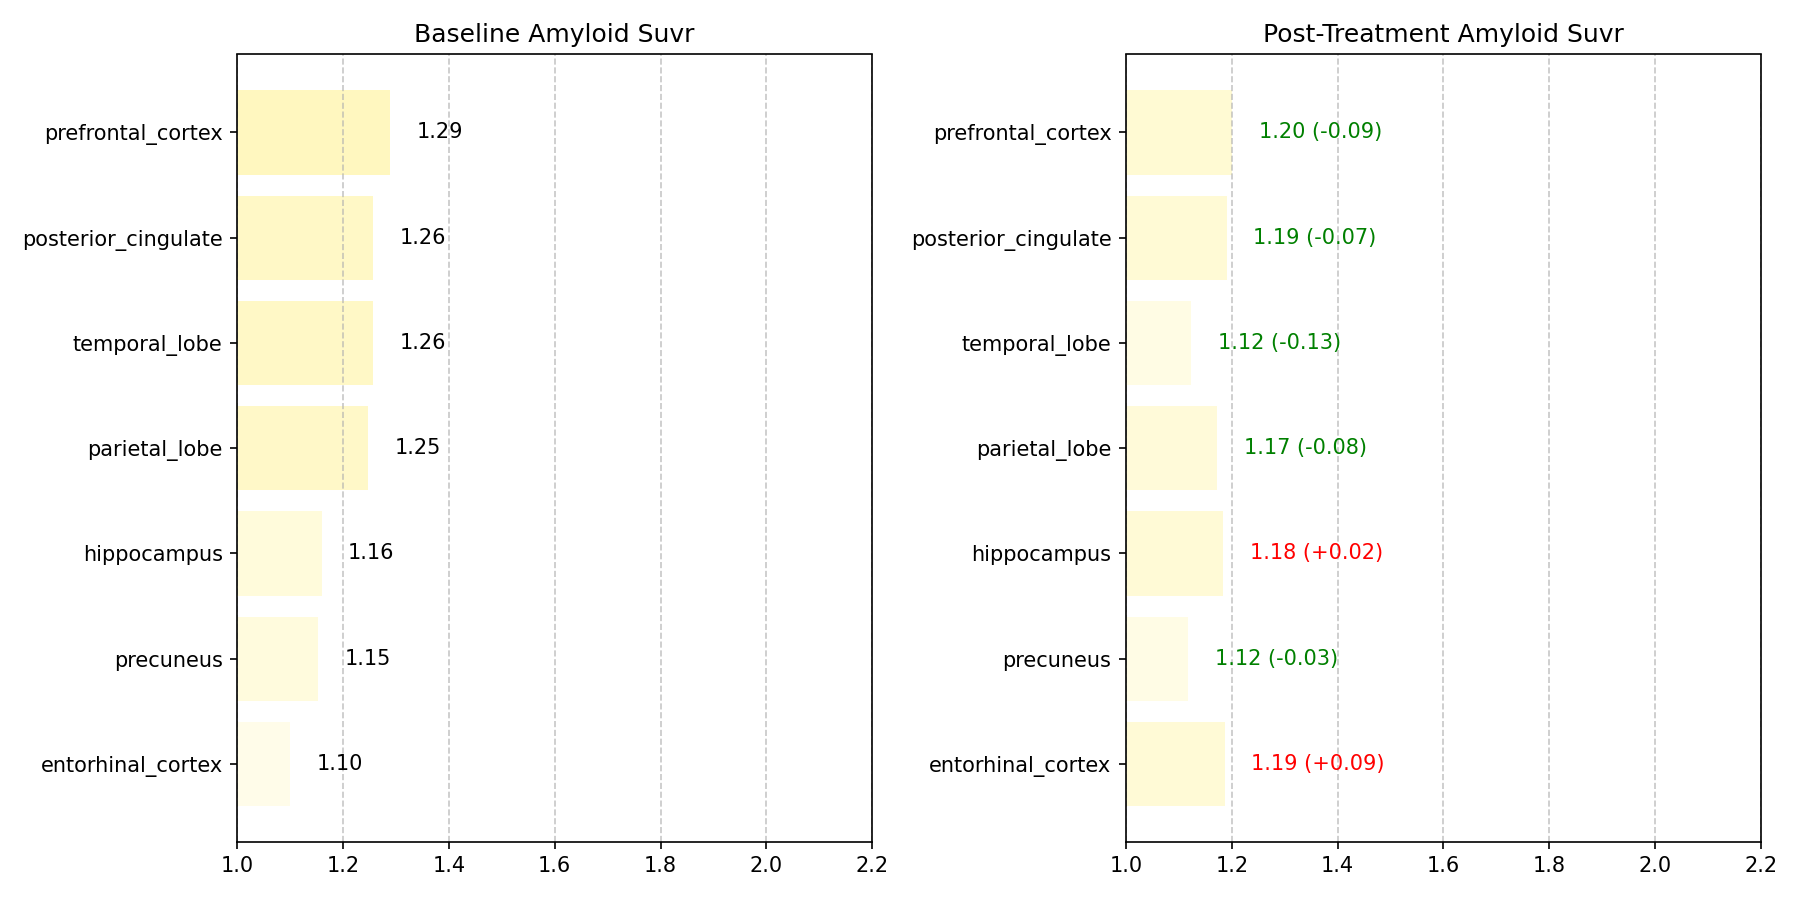 Baseline Amyloid Suvr
prefrontal_cortex 1.29
posterior_cingulate 1.26
temporal_lobe 1.26
parietal_lobe 1.25
hippocampus 1.16
precuneus 1.15
entorhinal_cortex 1.10
1.0 1.2 1.4 1.6 1.8 2.0 2.2
Post-Treatment Amyloid Suvr
prefrontal_cortex 1.20 (-0.09)
posterior_cingulate 1.19 (-0.07)
temporal_lobe 1.12 (-0.13)
parietal_lobe 1.17 (-0.08)
hippocampus 1.18 (+0.02)
precuneus 1.12 (-0.03)
entorhinal_cortex 1.19 (+0.09)
1.0 1.2 1.4 1.6 1.8 2.0 2.2